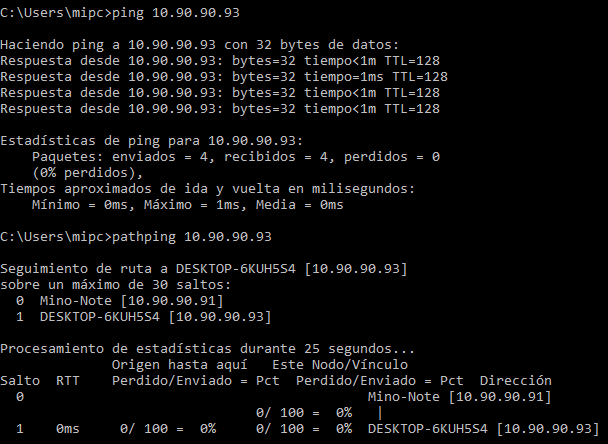 C:\Users\mipc>ping 10.90.90.93
Haciendo ping a 10.90.90.93 con 32 bytes de datos:
Respuesta desde 10.90.90.93: bytes=32 tiempo<1m TTL=128
Respuesta desde 10.90.90.93: bytes=32 tiempo=1ms TTL=128
Respuesta desde 10.90.90.93: bytes=32 tiempo<1m TTL=128
Respuesta desde 10.90.90.93: bytes=32 tiempo<1m TTL=128
Estadísticas de ping para 10.90.90.93:
    Paquetes: enviados = 4, recibidos = 4, perdidos = 0
    (0% perdidos),
Tiempos aproximados de ida y vuelta en milisegundos:
    Mínimo = 0ms, Máximo = 1ms, Media = 0ms
C:\Users\mipc>pathping 10.90.90.93
Seguimiento de ruta a DESKTOP-6KUH5S4 [10.90.90.93]
sobre un máximo de 30 saltos:
  0  Mino-Note [10.90.90.91]
  1  DESKTOP-6KUH5S4 [10.90.90.93]
Procesamiento de estadísticas durante 25 segundos...
              Origen hasta aquí   Este Nodo/Vínculo
Salto  RTT    Perdido/Enviado = Pct  Perdido/Enviado = Pct  Dirección
  0                                           Mino-Note [10.90.90.91]
                                0/ 100 =  0%   |
  1    0ms     0/ 100 =  0%     0/ 100 =  0%  DESKTOP-6KUH5S4 [10.90.90.93]